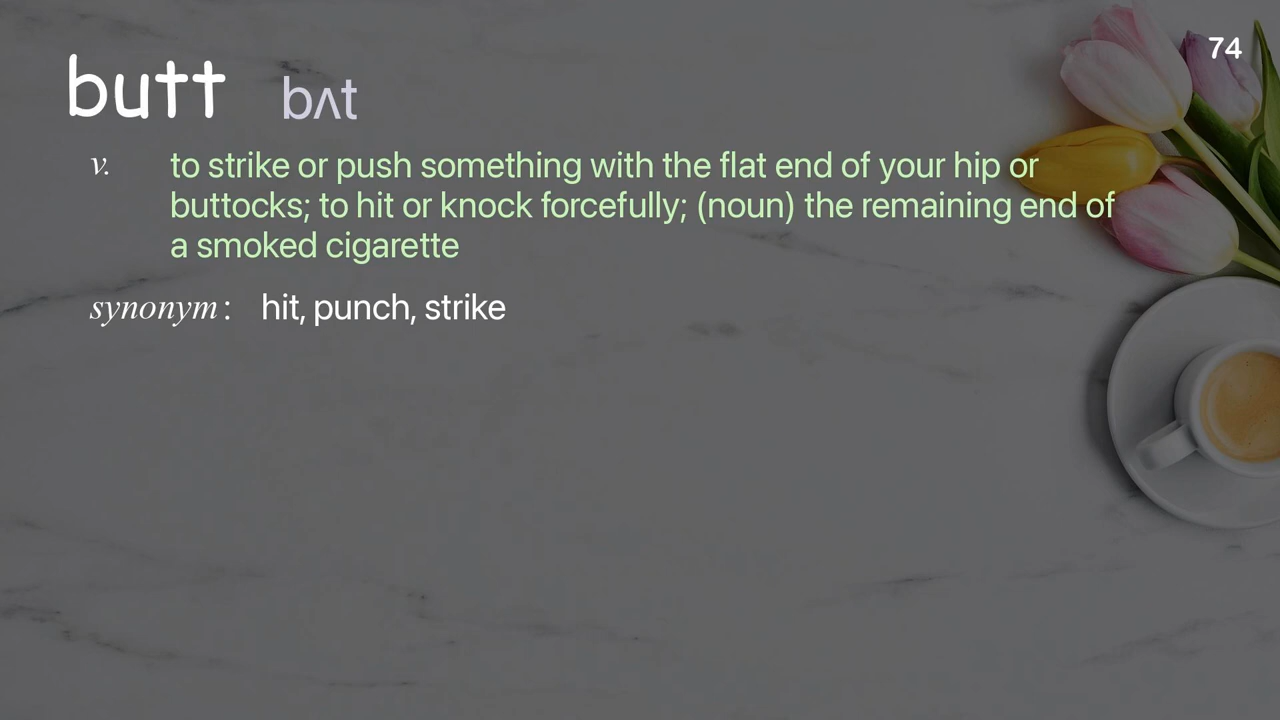 74
butt bʌt
v. to strike or push something with the flat end of your hip or
buttocks; to hit or knock forcefully; (noun) the remaining end of
a smoked cigarette
synonym : hit, punch, strike